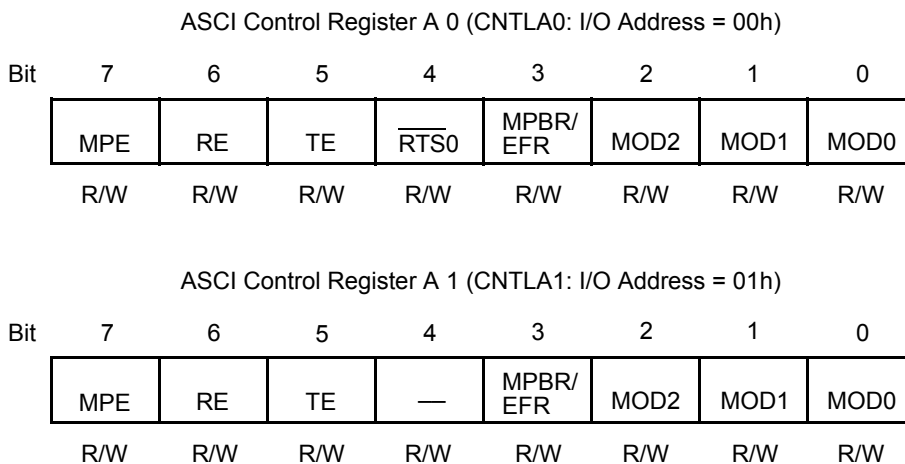 ASCI Control Register A 0 (CNTLA0: I/O Address = 00h)
Bit 7 6 5 4 3 2 1 0
MPE RE TE R̅T̅S̅0̅ MPBR/EFR MOD2 MOD1 MOD0
R/W R/W R/W R/W R/W R/W R/W R/W
ASCI Control Register A 1 (CNTLA1: I/O Address = 01h)
Bit 7 6 5 4 3 2 1 0
MPE RE TE — MPBR/EFR MOD2 MOD1 MOD0
R/W R/W R/W R/W R/W R/W R/W R/W